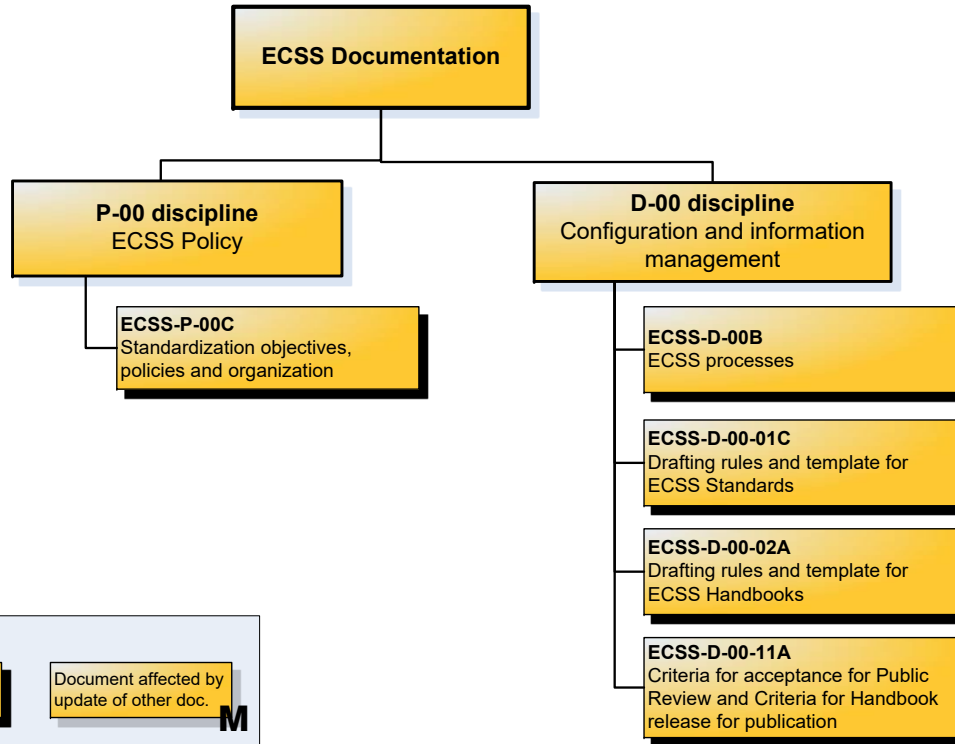 ECSS Documentation
P-00 discipline
ECSS Policy
D-00 discipline
Configuration and information
management
ECSS-P-00C
Standardization objectives,
policies and organization
ECSS-D-00B
ECSS processes
ECSS-D-00-01C
Drafting rules and template for
ECSS Standards
ECSS-D-00-02A
Drafting rules and template for
ECSS Handbooks
ECSS-D-00-11A
Criteria for acceptance for Public
Review and Criteria for Handbook
release for publication
Document affected by
update of other doc.
M